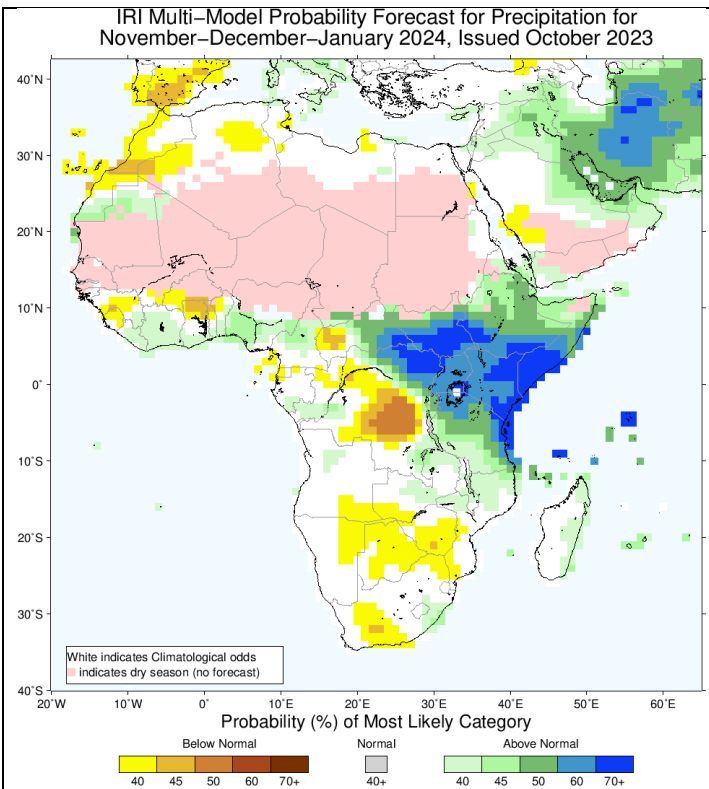 IRI Multi−Model Probability Forecast for Precipitation for
November−December−January 2024, Issued October 2023
40˚N
30˚N
20˚N
10˚N
0˚
10˚S
20˚S
30˚S
40˚S
White indicates Climatological odds
indicates dry season (no forecast)
20˚W 10˚W 0˚ 10˚E 20˚E 30˚E 40˚E 50˚E 60˚E
Probability (%) of Most Likely Category
Below Normal Normal Above Normal
40 45 50 60 70+ 40+ 40 45 50 60 70+